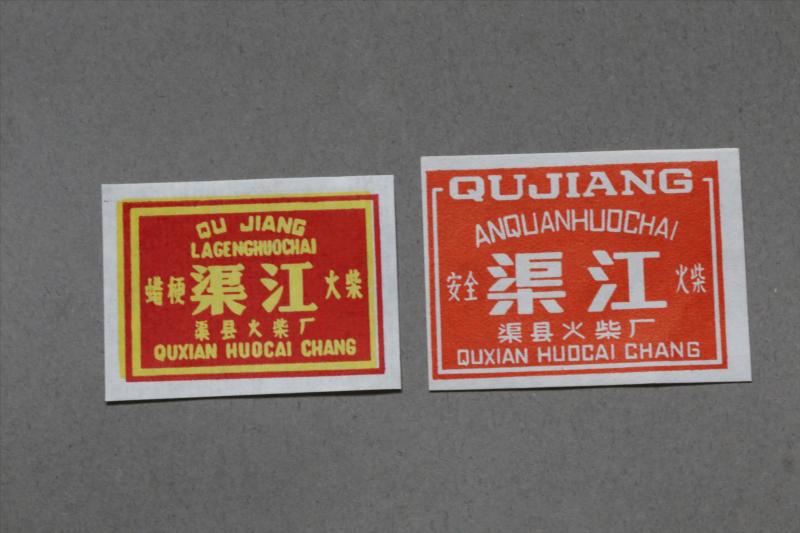 QU JIANG
LAGENGHUOCHAI
蜡梗 渠江 火柴
渠县火柴厂
QUXIAN HUOCAI CHANG
QUJIANG
ANQUANHUOCHAI
安全 渠江 火柴
渠县火柴厂
QUXIAN HUOCAI CHANG